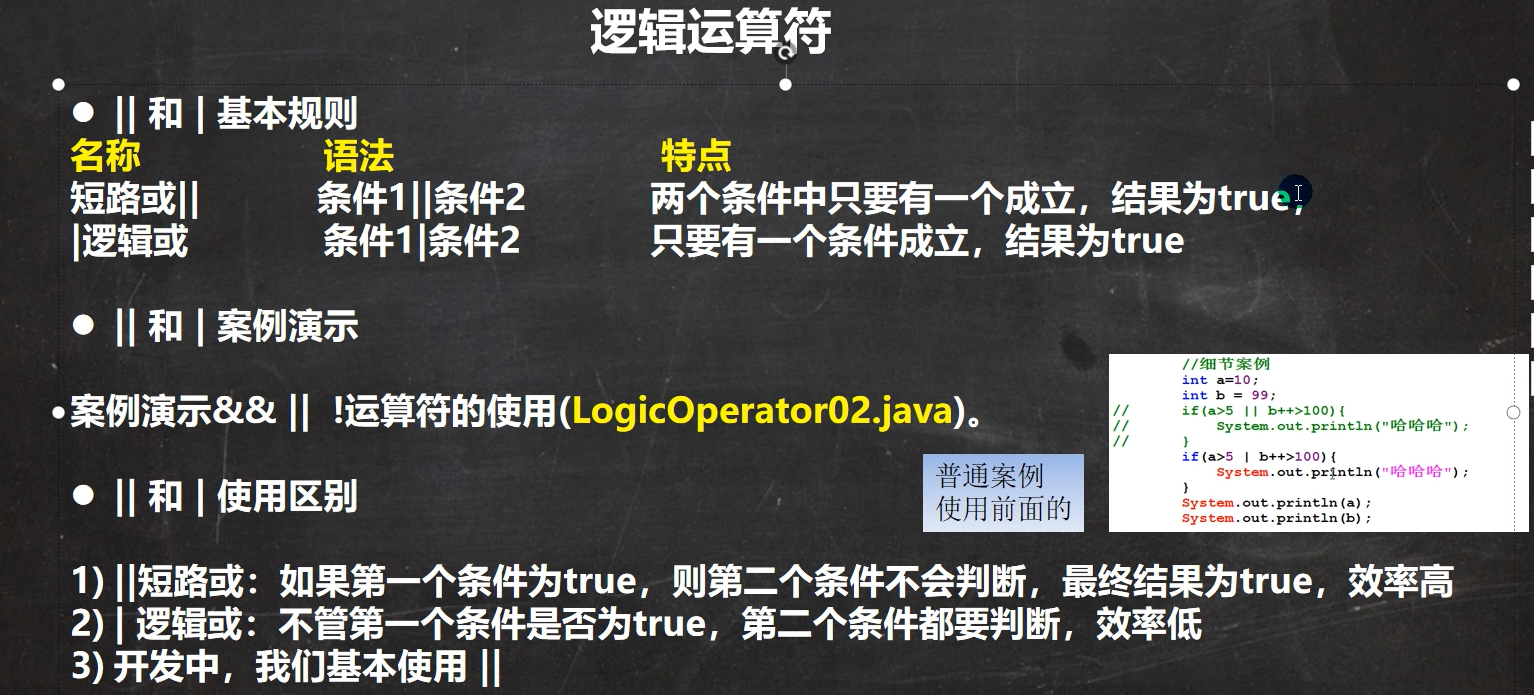 逻辑运算符
● || 和 | 基本规则
名称 语法 特点
短路或|| 条件1||条件2 两个条件中只要有一个成立，结果为true，
|逻辑或 条件1|条件2 只要有一个条件成立，结果为true
● || 和 | 案例演示
//细节案例
int a=10;
int b = 99;
// if(a>5 || b++>100){
// System.out.println("哈哈哈");
// }
if(a>5 | b++>100){
System.out.println("哈哈哈");
}
System.out.println(a);
System.out.println(b);
•案例演示&& || !运算符的使用(LogicOperator02.java)。
普通案例
使用前面的
● || 和 | 使用区别
1) ||短路或：如果第一个条件为true，则第二个条件不会判断，最终结果为true，效率高
2) | 逻辑或：不管第一个条件是否为true，第二个条件都要判断，效率低
3) 开发中，我们基本使用 ||